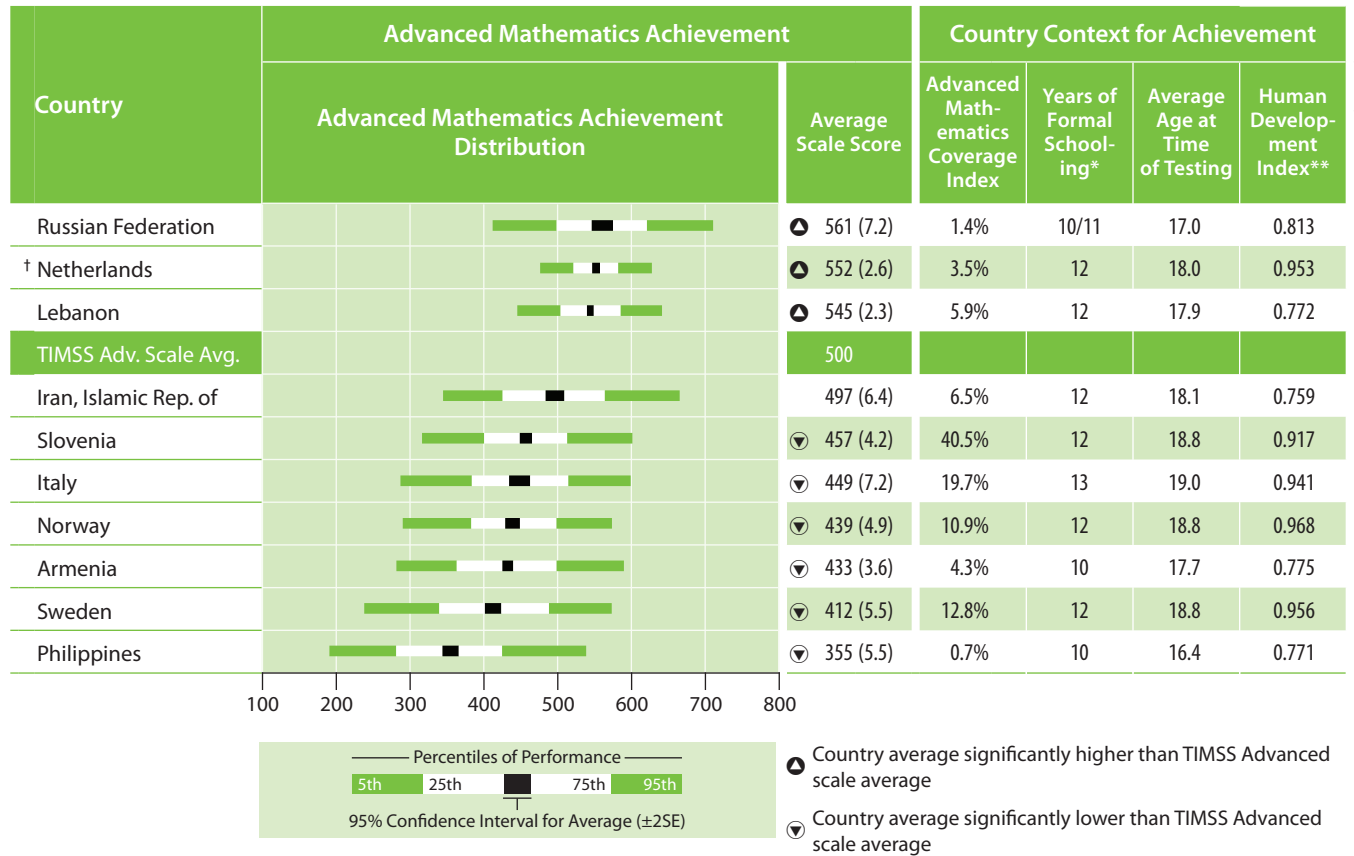 Advanced Mathematics Achievement
Country Context for Achievement
Country
Advanced Mathematics Achievement
Distribution
Average
Scale Score
Advanced
Math-
ematics
Coverage
Index
Years of
Formal
School-
ing*
Average
Age at
Time
of Testing
Human
Develop-
ment
Index**
Russian Federation 561 (7.2) 1.4% 10/11 17.0 0.813
† Netherlands 552 (2.6) 3.5% 12 18.0 0.953
Lebanon 545 (2.3) 5.9% 12 17.9 0.772
TIMSS Adv. Scale Avg. 500
Iran, Islamic Rep. of 497 (6.4) 6.5% 12 18.1 0.759
Slovenia 457 (4.2) 40.5% 12 18.8 0.917
Italy 449 (7.2) 19.7% 13 19.0 0.941
Norway 439 (4.9) 10.9% 12 18.8 0.968
Armenia 433 (3.6) 4.3% 10 17.7 0.775
Sweden 412 (5.5) 12.8% 12 18.8 0.956
Philippines 355 (5.5) 0.7% 10 16.4 0.771
100 200 300 400 500 600 700 800
Percentiles of Performance
5th 25th 75th 95th
95% Confidence Interval for Average (±2SE)
Country average significantly higher than TIMSS Advanced
scale average
Country average significantly lower than TIMSS Advanced
scale average